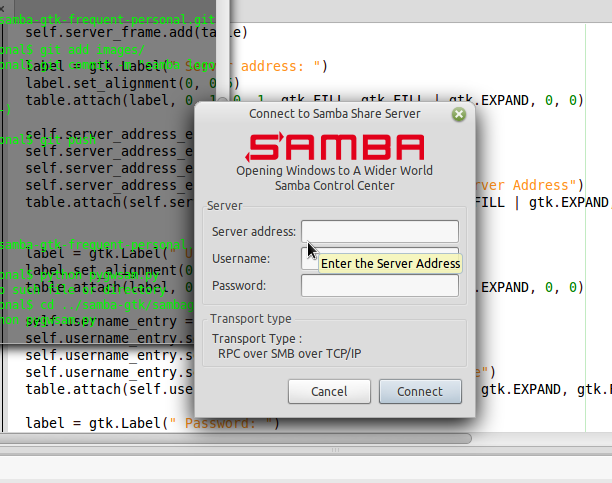 samba-gtk-frequent-personal.git
self.server_frame.add(table)
git add images/
label = gtk.Label(" Server address: ")
label.set_alignment(0, 0.5)
table.attach(label, 0, 1, 0, 1, gtk.FILL, gtk.FILL | gtk.EXPAND, 0, 0)
Connect to Samba Share Server
SAMBA
Opening Windows to A Wider World
Samba Control Center
self.server_address_e
git push
self.server_address_e
self.server_address_e
self.server_address_e
rver Address")
table.attach(self.ser
FILL | gtk.EXPAND,
Server
Server address:
Username:
Enter the Server Address
Password:
samba-gtk-frequent-personal.
label = gtk.Label(" U
label.set_alignment(0
table.attach(label, 0
gtk.EXPAND, 0, 0)
cd ../samba-gtk/samba
self.username_entry =
self.username_entry.s
self.username_entry.s
self.username_entry.s
e")
table.attach(self.use
gtk.EXPAND, gtk.F
Transport type
Transport Type :
RPC over SMB over TCP/IP
Cancel
Connect
label = gtk.Label(" Password: ")